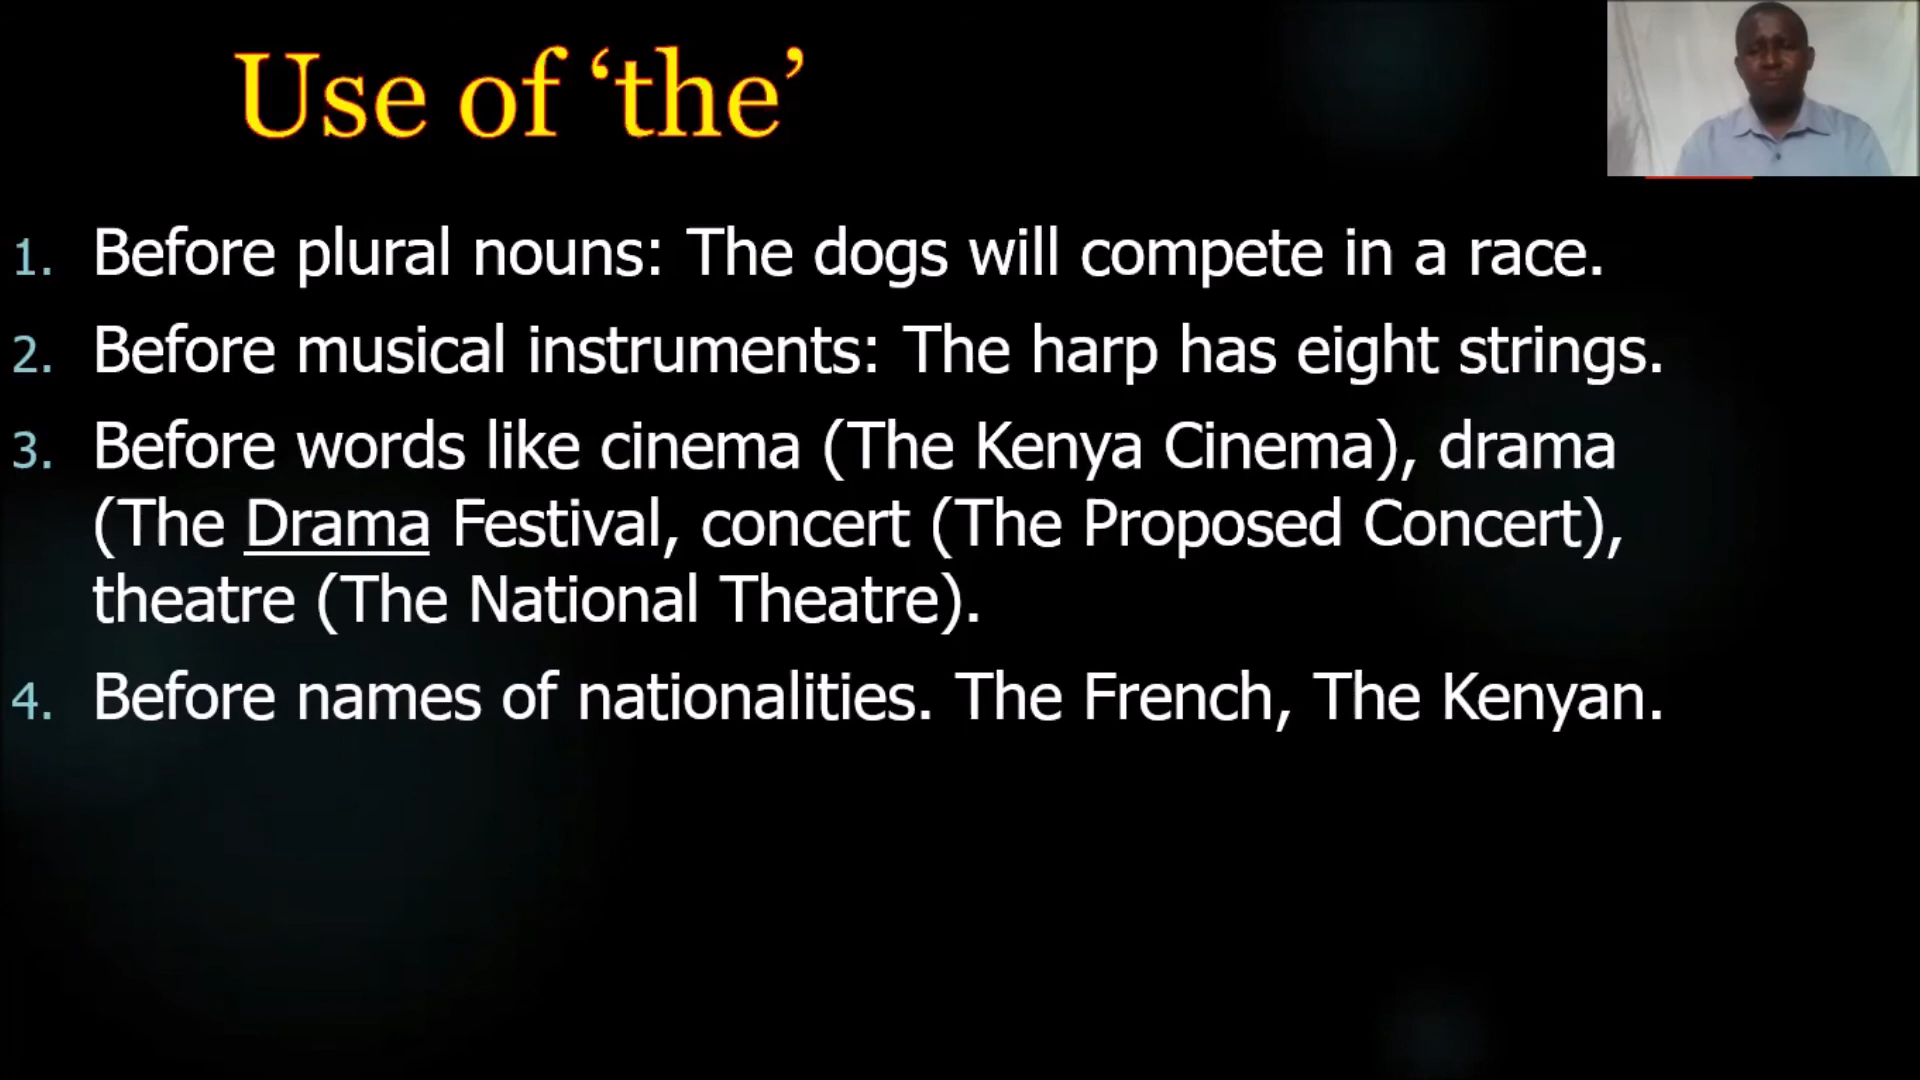 Use of ‘the’
1. Before plural nouns: The dogs will compete in a race.
2. Before musical instruments: The harp has eight strings.
3. Before words like cinema (The Kenya Cinema), drama
(The Drama Festival, concert (The Proposed Concert),
theatre (The National Theatre).
4. Before names of nationalities. The French, The Kenyan.